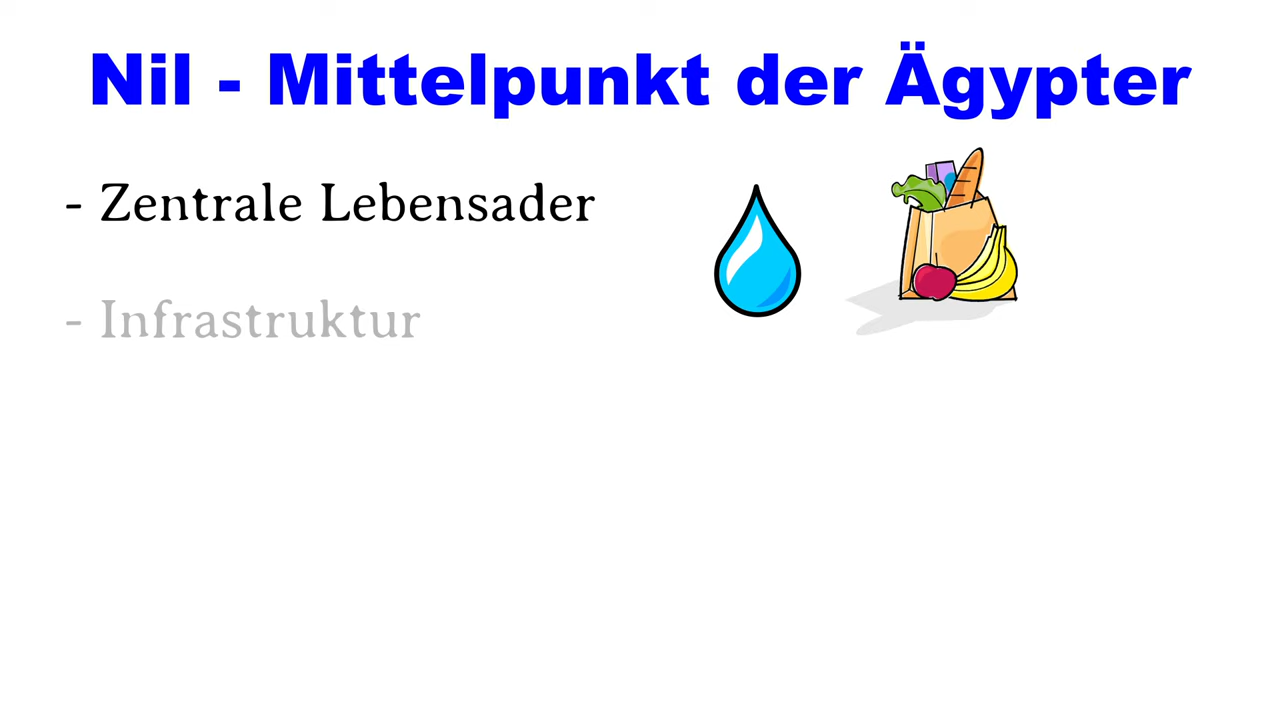 Nil - Mittelpunkt der Ägypter
- Zentrale Lebensader
- Infrastruktur